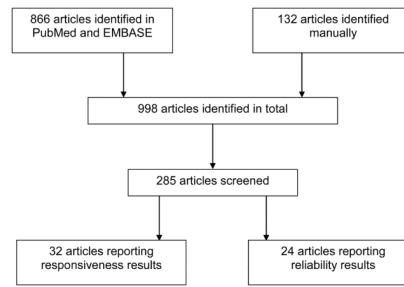 866 articles identified in
PubMed and EMBASE
132 articles identified
manually
998 articles identified in total
285 articles screened
32 articles reporting
responsiveness results
24 articles reporting
reliability results